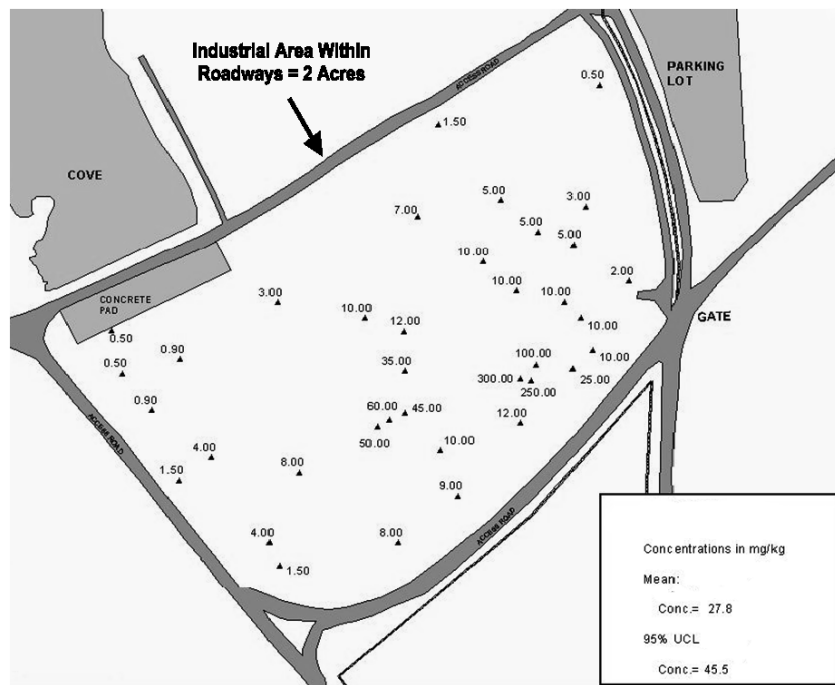 Industrial Area Within
Roadways = 2 Acres
ACCESS ROAD
PARKING
LOT
0.50
1.50
COVE
5.00
3.00
7.00
5.00
5.00
10.00
2.00
CONCRETE
PAD
3.00
10.00
10.00
10.00
12.00
GATE
10.00
0.50
0.90
0.50
35.00
100.00
10.00
300.00
250.00
25.00
0.90
60.00
45.00
50.00
12.00
ACCESS ROAD
4.00
10.00
1.50
8.00
9.00
ACCESS ROAD
4.00
8.00
1.50
Concentrations in mg/kg
Mean:
Conc.= 27.8
95% UCL
Conc.= 45.5